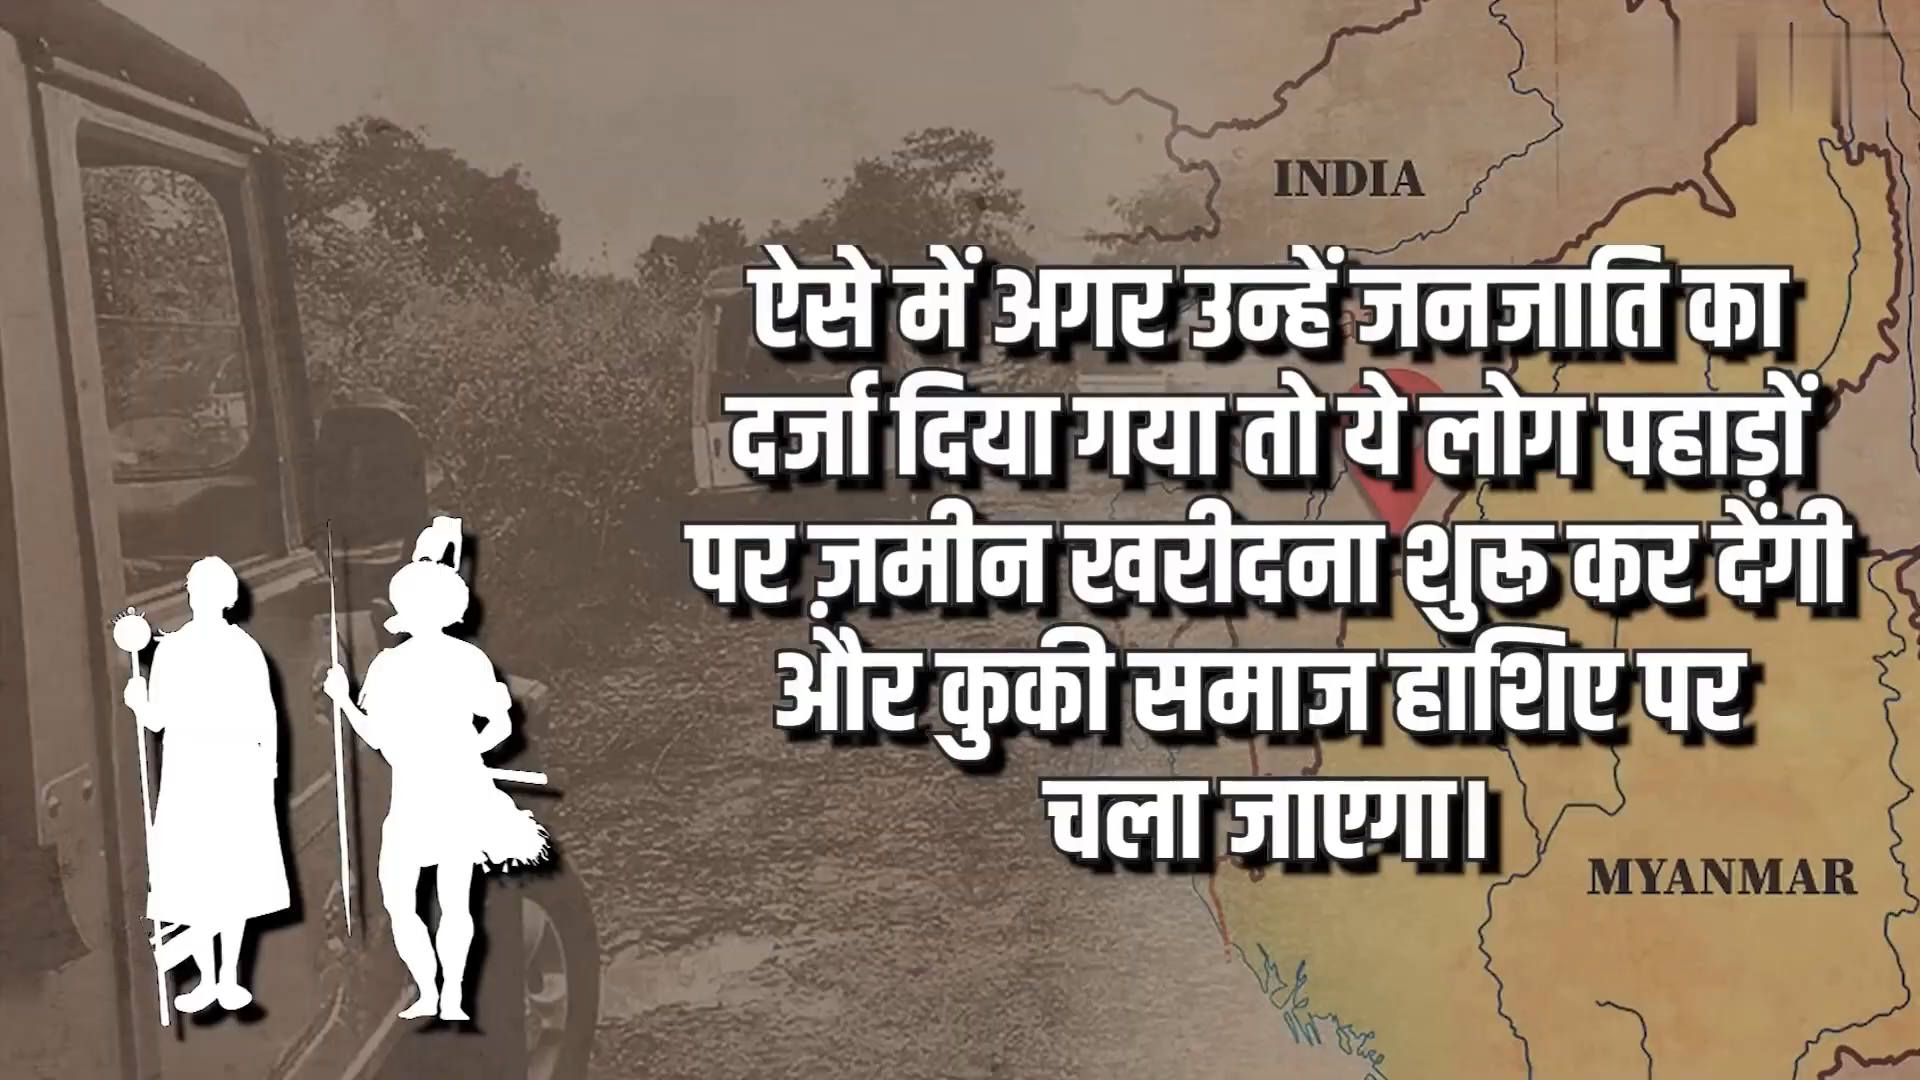 INDIA
ऐसे में अगर उन्हें जनजाति का
दर्जा दिया गया तो ये लोग पहाड़ों
पर ज़मीन खरीदना शुरू कर देंगी
और कुकी समाज हाशिए पर
चला जाएगा।
MYANMAR